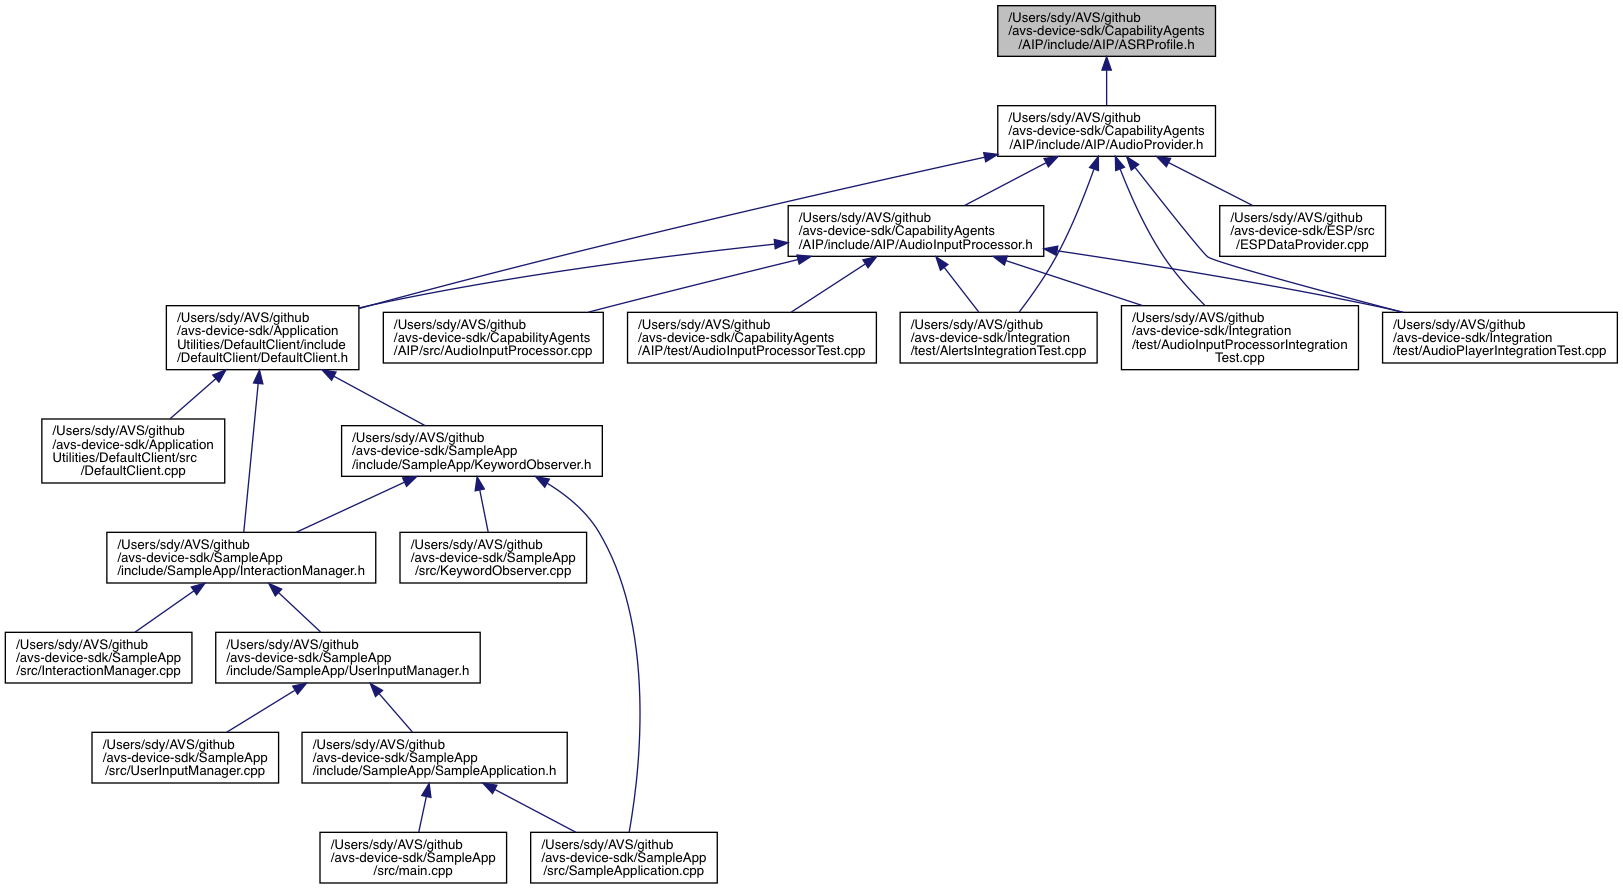 /Users/sdy/AVS/github
/avs-device-sdk/CapabilityAgents
/AIP/include/AIP/ASRProfile.h
/Users/sdy/AVS/github
/avs-device-sdk/CapabilityAgents
/AIP/include/AIP/AudioProvider.h
/Users/sdy/AVS/github
/avs-device-sdk/CapabilityAgents
/AIP/include/AIP/AudioInputProcessor.h
/Users/sdy/AVS/github
/avs-device-sdk/ESP/src
/ESPDataProvider.cpp
/Users/sdy/AVS/github
/avs-device-sdk/Application
Utilities/DefaultClient/include
/DefaultClient/DefaultClient.h
/Users/sdy/AVS/github
/avs-device-sdk/CapabilityAgents
/AIP/src/AudioInputProcessor.cpp
/Users/sdy/AVS/github
/avs-device-sdk/CapabilityAgents
/AIP/test/AudioInputProcessorTest.cpp
/Users/sdy/AVS/github
/avs-device-sdk/Integration
/test/AlertsIntegrationTest.cpp
/Users/sdy/AVS/github
/avs-device-sdk/Integration
/test/AudioInputProcessorIntegration
Test.cpp
/Users/sdy/AVS/github
/avs-device-sdk/Integration
/test/AudioPlayerIntegrationTest.cpp
/Users/sdy/AVS/github
/avs-device-sdk/Application
Utilities/DefaultClient/src
/DefaultClient.cpp
/Users/sdy/AVS/github
/avs-device-sdk/SampleApp
/include/SampleApp/KeywordObserver.h
/Users/sdy/AVS/github
/avs-device-sdk/SampleApp
/include/SampleApp/InteractionManager.h
/Users/sdy/AVS/github
/avs-device-sdk/SampleApp
/src/KeywordObserver.cpp
/Users/sdy/AVS/github
/avs-device-sdk/SampleApp
/src/InteractionManager.cpp
/Users/sdy/AVS/github
/avs-device-sdk/SampleApp
/include/SampleApp/UserInputManager.h
/Users/sdy/AVS/github
/avs-device-sdk/SampleApp
/src/UserInputManager.cpp
/Users/sdy/AVS/github
/avs-device-sdk/SampleApp
/include/SampleApp/SampleApplication.h
/Users/sdy/AVS/github
/avs-device-sdk/SampleApp
/src/main.cpp
/Users/sdy/AVS/github
/avs-device-sdk/SampleApp
/src/SampleApplication.cpp